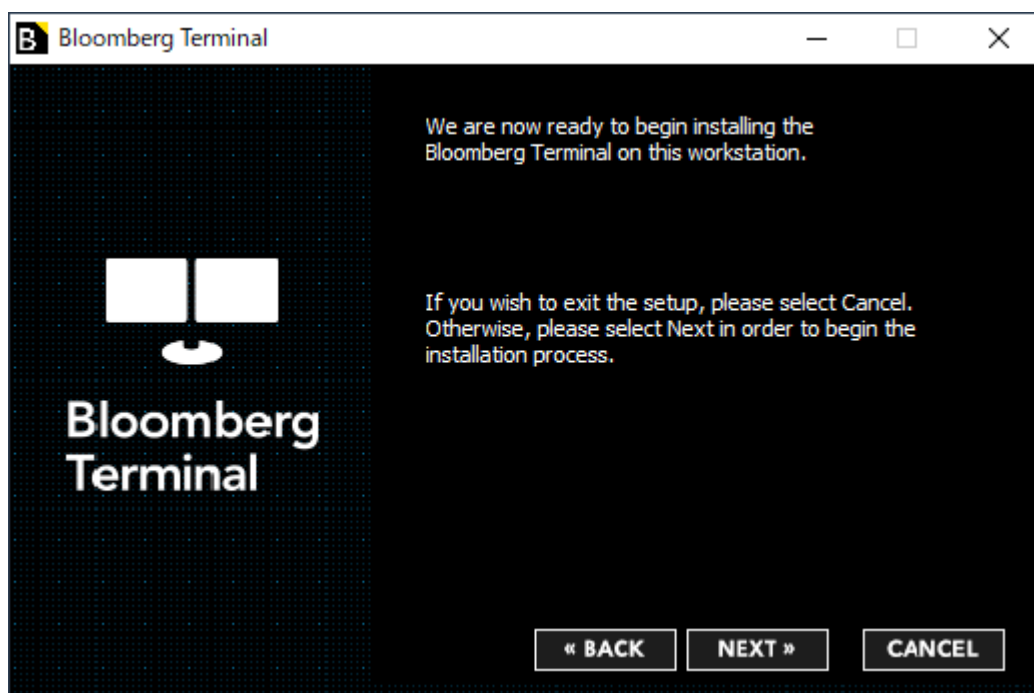 Bloomberg Terminal
We are now ready to begin installing the
Bloomberg Terminal on this workstation.
If you wish to exit the setup, please select Cancel.
Otherwise, please select Next in order to begin the
installation process.
Bloomberg
Terminal
« BACK
NEXT »
CANCEL